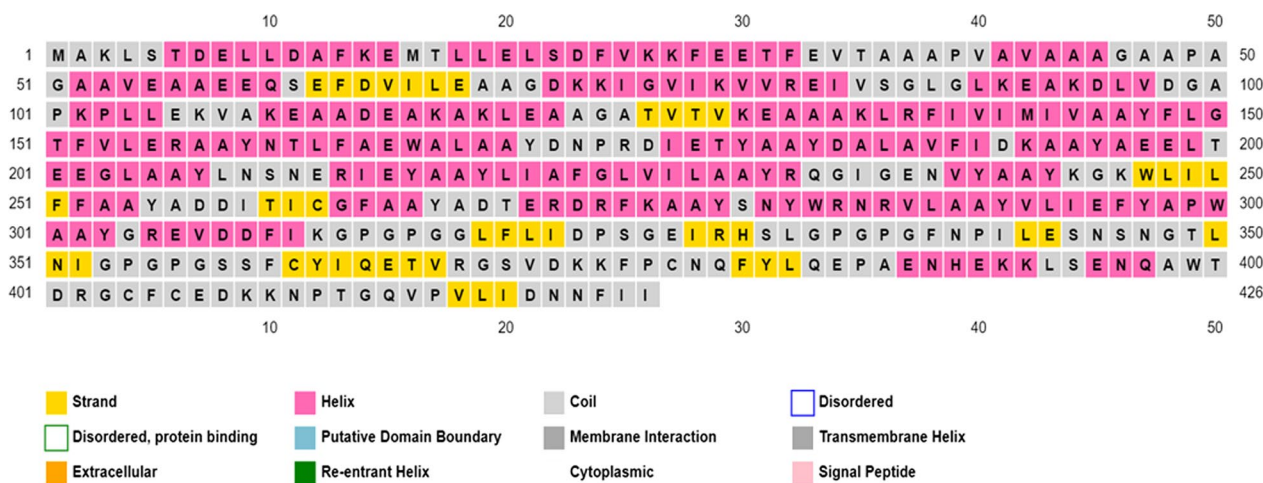 10 20 30 40 50
1 M A K L S T D E L L D A F K E M T L L E L S D F V K K F E E T F E V T A A A P V A V A A A G A A P A 50
51 G A A V E A A E E Q S E F D V I L E A A G D K K I G V I K V V R E I V S G L G L K E A K D L V D G A 100
101 P K P L L E K V A K E A A D E A K A K L E A A G A T V T V K E A A A K L R F I V I M I V A A Y F L G 150
151 T F V L E R A A Y N T L F A E W A L A A Y D N P R D I E T Y A A Y D A L A V F I D K A A Y A E E L T 200
201 E E G L A A Y L N S N E R I E Y A A Y L I A F G L V I L A A Y R Q G I G E N V Y A A Y K G K W L I L 250
251 F F A A Y A D D I T I C G F A A Y A D T E R D R F K A A Y S N Y W R N R V L A A Y V L I E F Y A P W 300
301 A A Y G R E V D D F I K G P G P G G L F L I D P S G E I R H S L G P G P G F N P I L E S N S N G T L 350
351 N I G P G P G S S F C Y I Q E T V R G S V D K K F P C N Q F Y L Q E P A E N H E K K L S E N Q A W T 400
401 D R G C F C E D K K N P T G Q V P V L I D N N F I I 426
10 20 30 40 50
Strand Helix Coil Disordered
Disordered, protein binding Putative Domain Boundary Membrane Interaction Transmembrane Helix
Extracellular Re-entrant Helix Cytoplasmic Signal Peptide